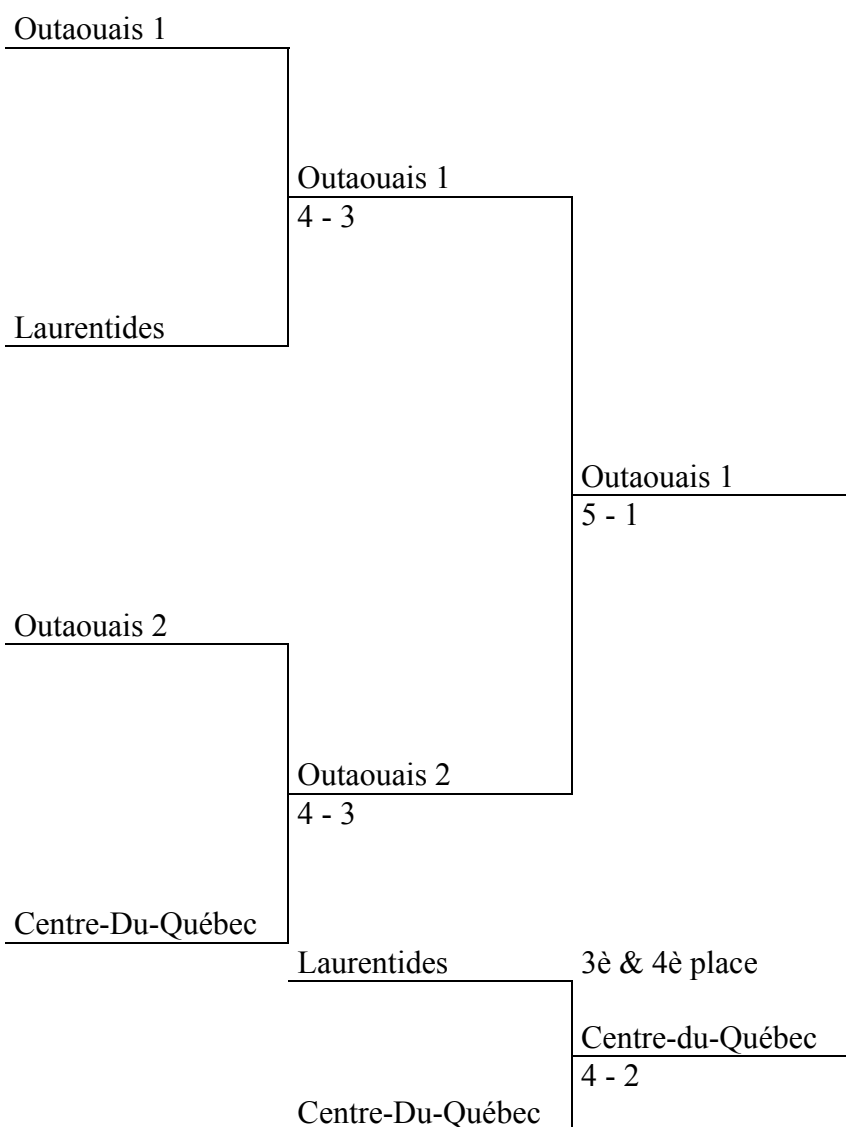 Outaouais 1
Outaouais 1
4 - 3
Laurentides
Outaouais 1
5 - 1
Outaouais 2
Outaouais 2
4 - 3
Centre-Du-Québec
Laurentides
3è & 4è place
Centre-du-Québec
4 - 2
Centre-Du-Québec